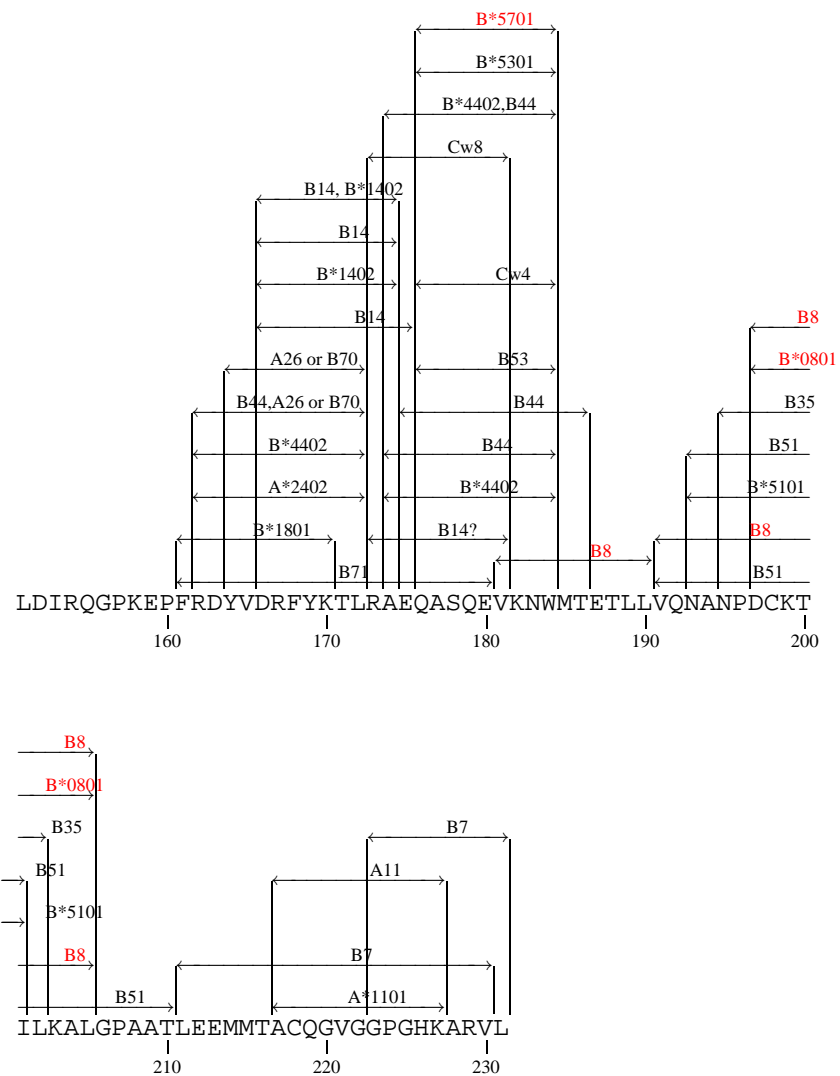 B*5701
B*5301
B*4402,B44
Cw8
B14, B*1402
B14
B*1402 Cw4
B14 B8
A26 or B70 B53 B*0801
B44,A26 or B70 B44 B35
B*4402 B44 B51
A*2402 B*4402 B*5101
B*1801 B14? B8 B8
B71 B51
LDIRQGPKEPFRDYVDRFYKTLRAEQASQEVKNWMTETLLVQNANPDCKT
160 170 180 190 200
B8
B*0801
B35 B7
B51 A11
B*5101
B8 B7
B51 A*1101
ILKALGPAATLEEMMTACQGVGGPGHKARVL
210 220 230